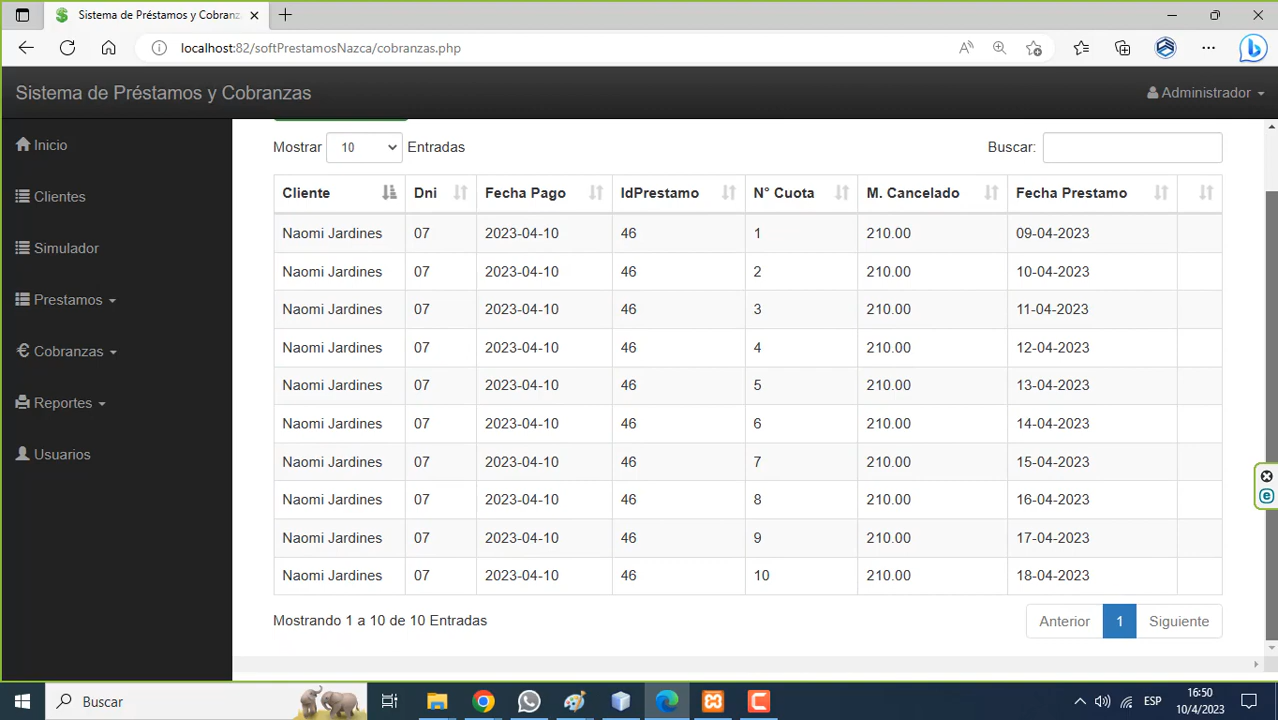 Sistema de Préstamos y Cobranz
localhost:82/softPrestamosNazca/cobranzas.php
Sistema de Préstamos y Cobranzas
Administrador
Inicio
Clientes
Simulador
Prestamos
Cobranzas
Reportes
Usuarios
Mostrar 10 Entradas
Buscar:
Cliente Dni Fecha Pago IdPrestamo N° Cuota M. Cancelado Fecha Prestamo
Naomi Jardines 07 2023-04-10 46 1 210.00 09-04-2023
Naomi Jardines 07 2023-04-10 46 2 210.00 10-04-2023
Naomi Jardines 07 2023-04-10 46 3 210.00 11-04-2023
Naomi Jardines 07 2023-04-10 46 4 210.00 12-04-2023
Naomi Jardines 07 2023-04-10 46 5 210.00 13-04-2023
Naomi Jardines 07 2023-04-10 46 6 210.00 14-04-2023
Naomi Jardines 07 2023-04-10 46 7 210.00 15-04-2023
Naomi Jardines 07 2023-04-10 46 8 210.00 16-04-2023
Naomi Jardines 07 2023-04-10 46 9 210.00 17-04-2023
Naomi Jardines 07 2023-04-10 46 10 210.00 18-04-2023
Mostrando 1 a 10 de 10 Entradas
Anterior 1 Siguiente
Buscar
ESP
16:50
10/4/2023